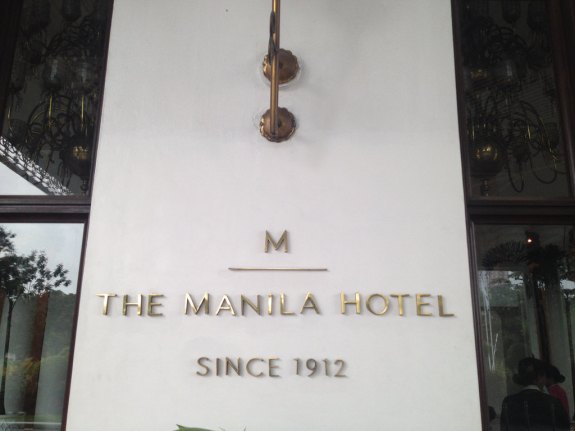 M
THE MANILA HOTEL
SINCE 1912